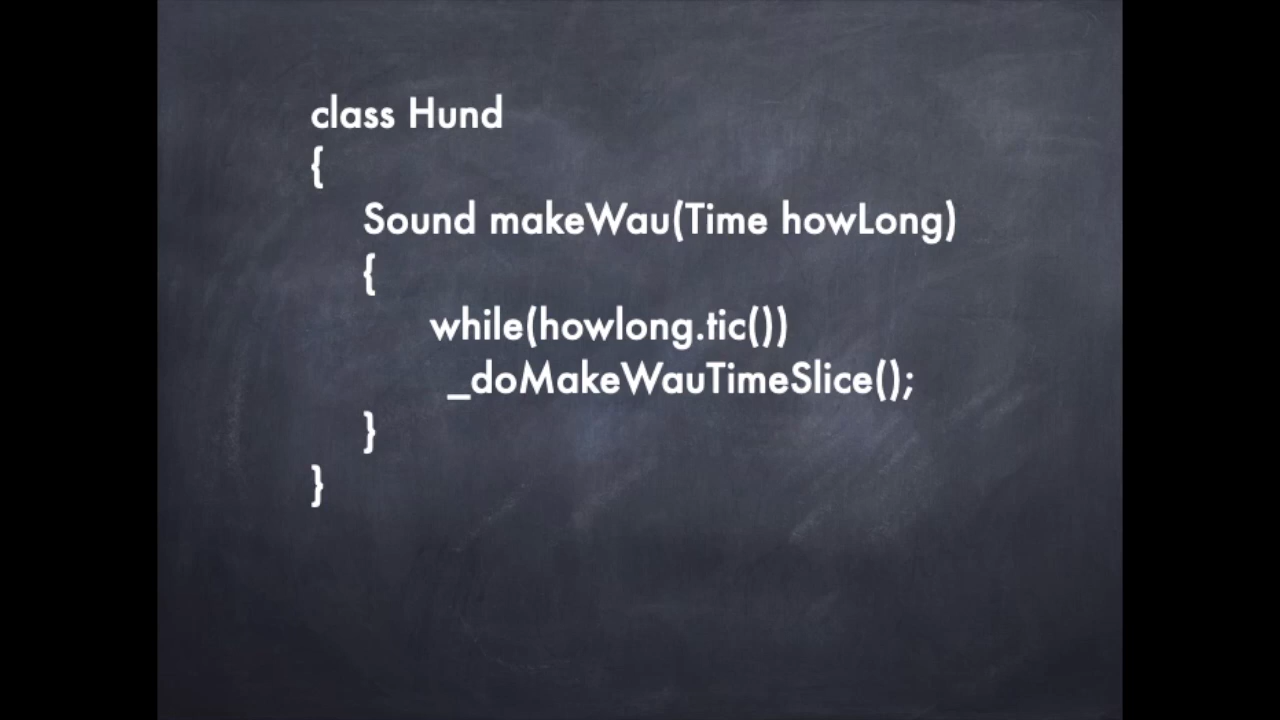 class Hund
{
Sound makeWau(Time howLong)
{
while(howlong.tic())
_doMakeWauTimeSlice();
}
}